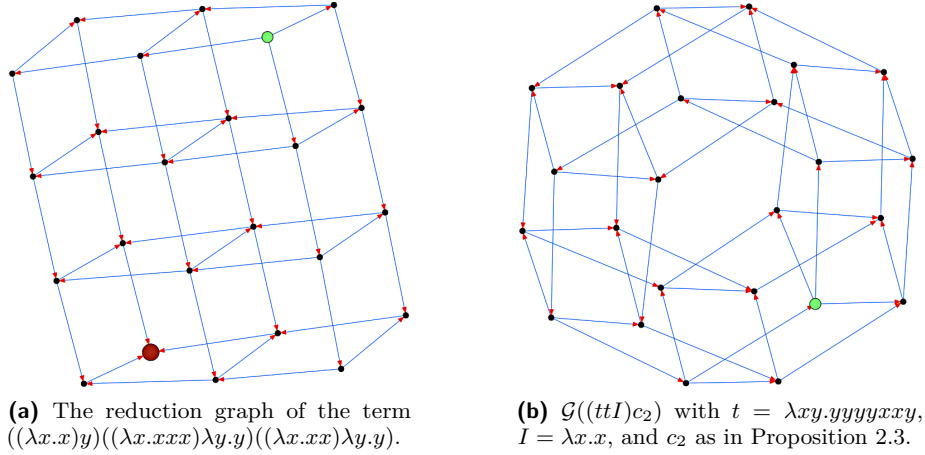 (a) The reduction graph of the term
((λx.x)y)((λx.xxx)λy.y)((λx.xx)λy.y).
(b) 𝒢((ttI)c₂) with t = λxy.yyyyxxy,
I = λx.x, and c₂ as in Proposition 2.3.